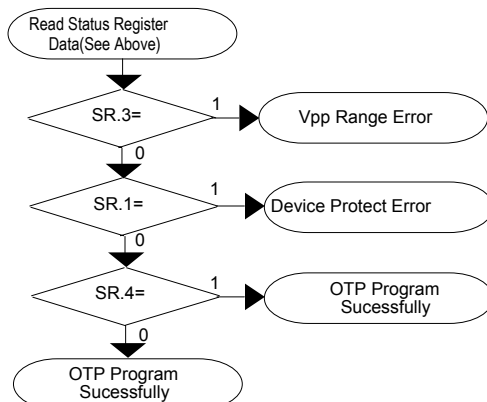 Read Status Register
Data(See Above)
SR.3=
1
Vpp Range Error
0
SR.1=
1
Device Protect Error
0
SR.4=
1
OTP Program
Sucessfully
0
OTP Program
Sucessfully